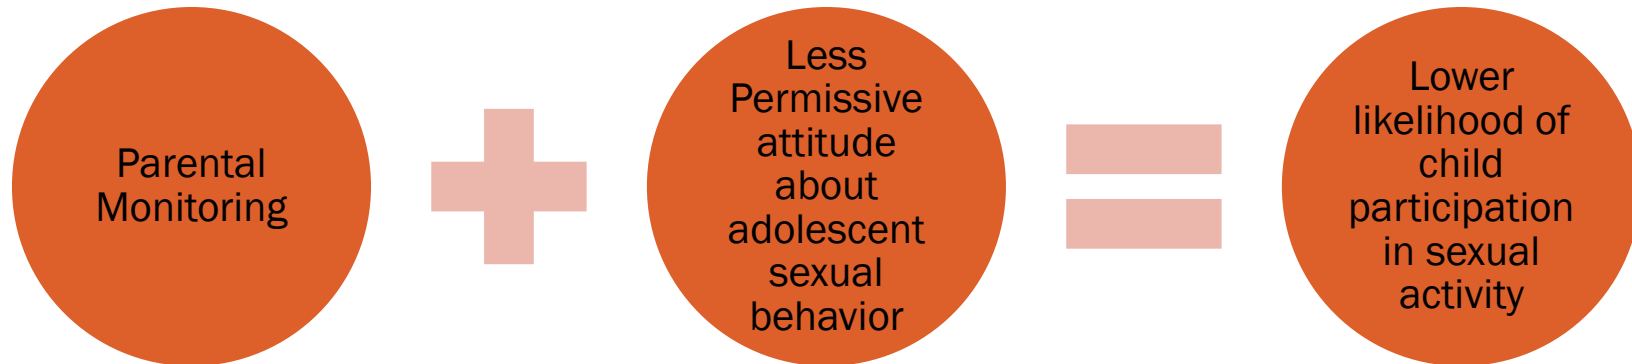 Parental
Monitoring
Less
Permissive
attitude
about
adolescent
sexual
behavior
Lower
likelihood of
child
participation
in sexual
activity